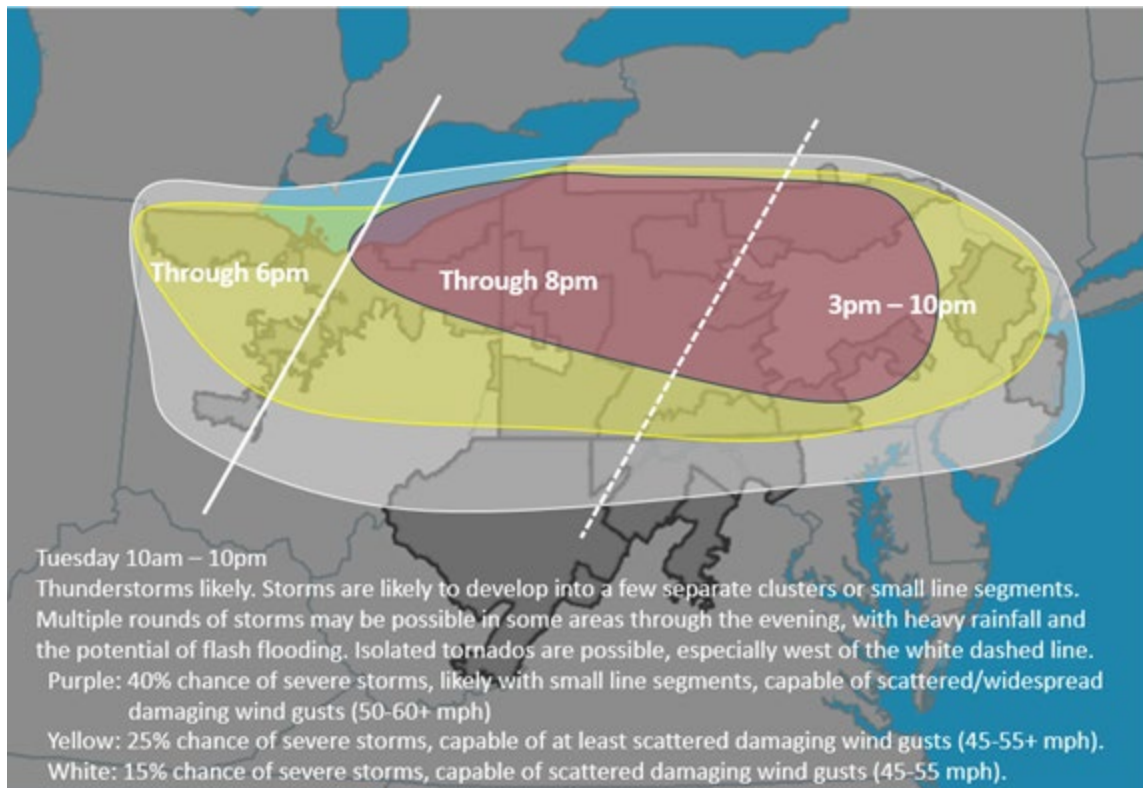 Through 6pm
Through 8pm
3pm – 10pm
Tuesday 10am – 10pm
Thunderstorms likely. Storms are likely to develop into a few separate clusters or small line segments.
Multiple rounds of storms may be possible in some areas through the evening, with heavy rainfall and
the potential of flash flooding. Isolated tornados are possible, especially west of the white dashed line.
Purple: 40% chance of severe storms, likely with small line segments, capable of scattered/widespread
damaging wind gusts (50-60+ mph)
Yellow: 25% chance of severe storms, capable of at least scattered damaging wind gusts (45-55+ mph).
White: 15% chance of severe storms, capable of scattered damaging wind gusts (45-55 mph).